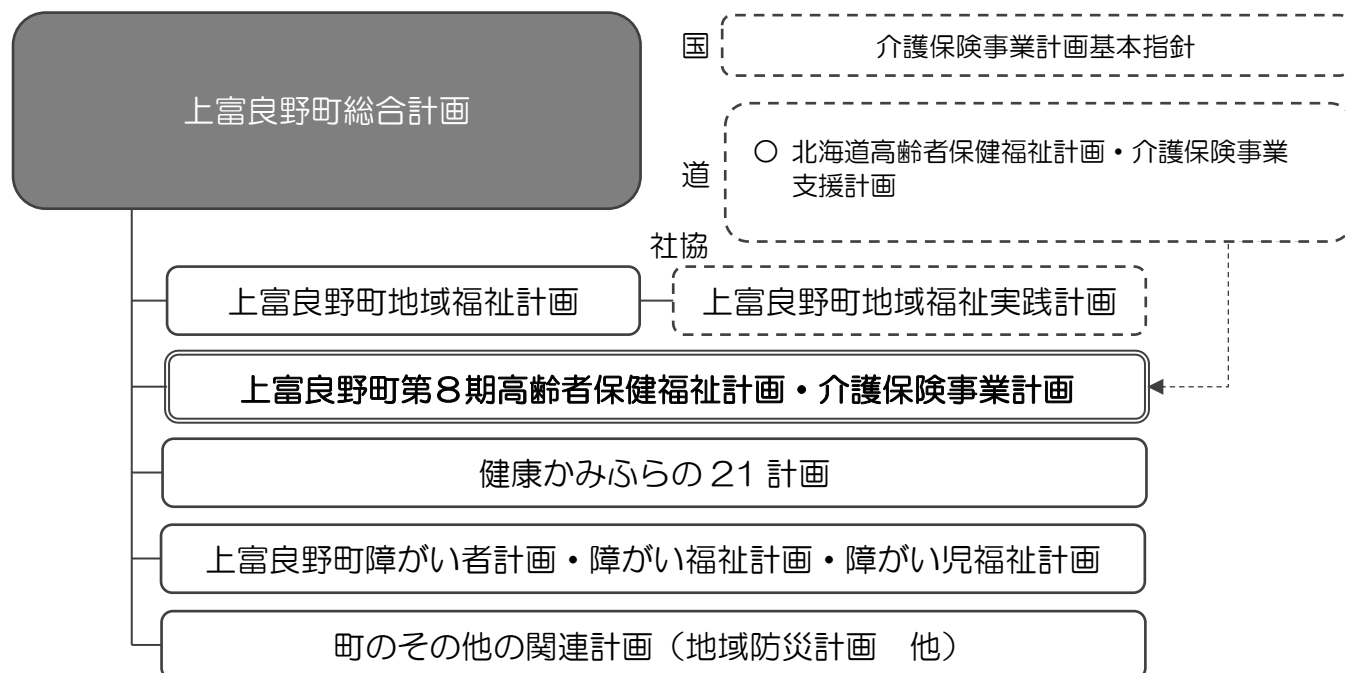 上富良野町総合計画
国
介護保険事業計画基本指針
道
○ 北海道高齢者保健福祉計画・介護保険事業
支援計画
社協
上富良野町地域福祉計画
上富良野町地域福祉実践計画
上富良野町第８期高齢者保健福祉計画・介護保険事業計画
健康かみふらの 21 計画
上富良野町障がい者計画・障がい福祉計画・障がい児福祉計画
町のその他の関連計画（地域防災計画　他）